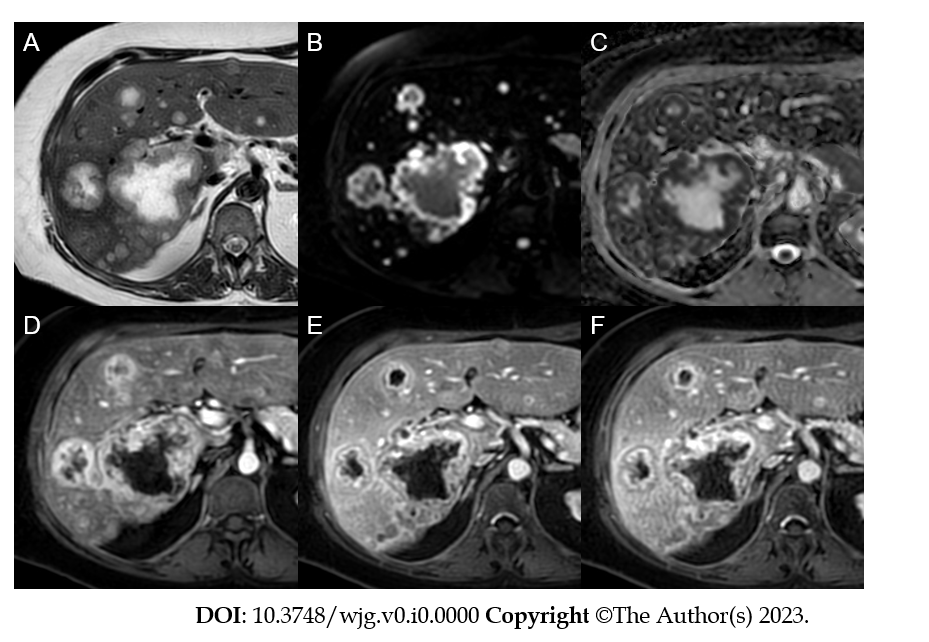 A B C
D E F
DOI: 10.3748/wjg.v0.i0.0000 Copyright ©The Author(s) 2023.